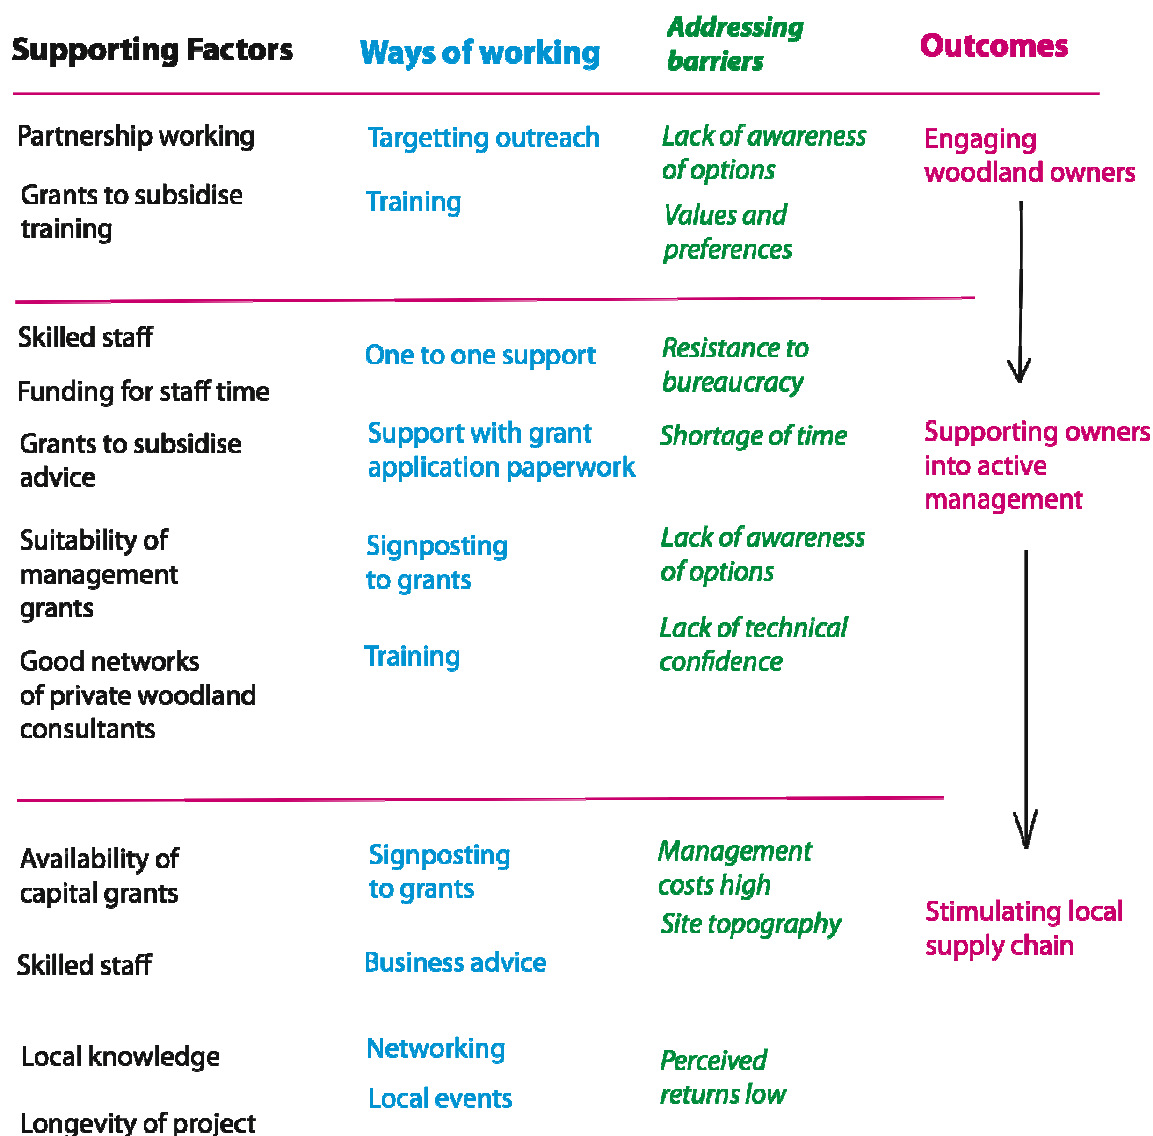 Supporting Factors
Ways of working
Addressing
barriers
Outcomes
Partnership working
Grants to subsidise
training
Targetting outreach
Training
Lack of awareness
of options
Values and
preferences
Engaging
woodland owners
Skilled staff
Funding for staff time
Grants to subsidise
advice
Suitability of
management
grants
Good networks
of private woodland
consultants
One to one support
Support with grant
application paperwork
Signposting
to grants
Training
Resistance to
bureaucracy
Shortage of time
Lack of awareness
of options
Lack of technical
confidence
Supporting owners
into active
management
Availability of
capital grants
Skilled staff
Local knowledge
Longevity of project
Signposting
to grants
Business advice
Networking
Local events
Management
costs high
Site topography
Perceived
returns low
Stimulating local
supply chain